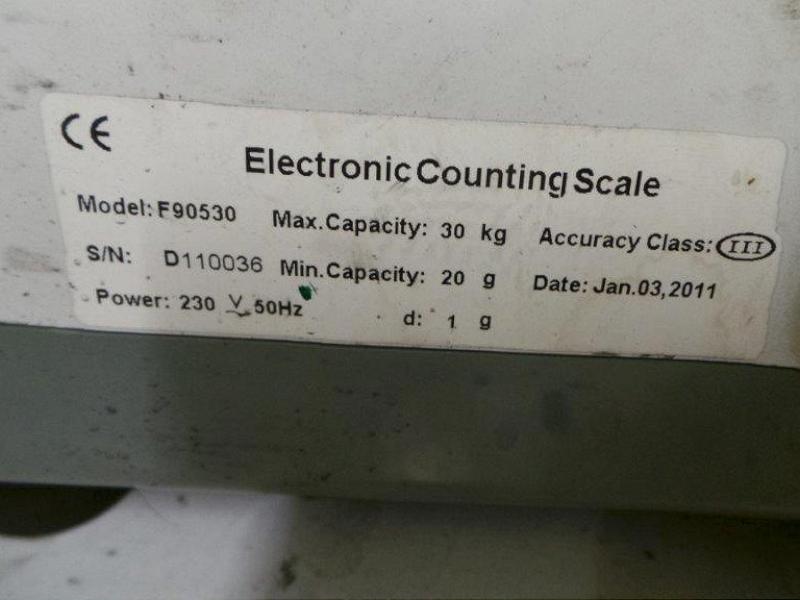 CE
Electronic Counting Scale
Model: F90530 Max.Capacity: 30 kg Accuracy Class: III
S/N: D110036 Min.Capacity: 20 g Date: Jan.03,2011
Power: 230 V~50Hz d: 1 g